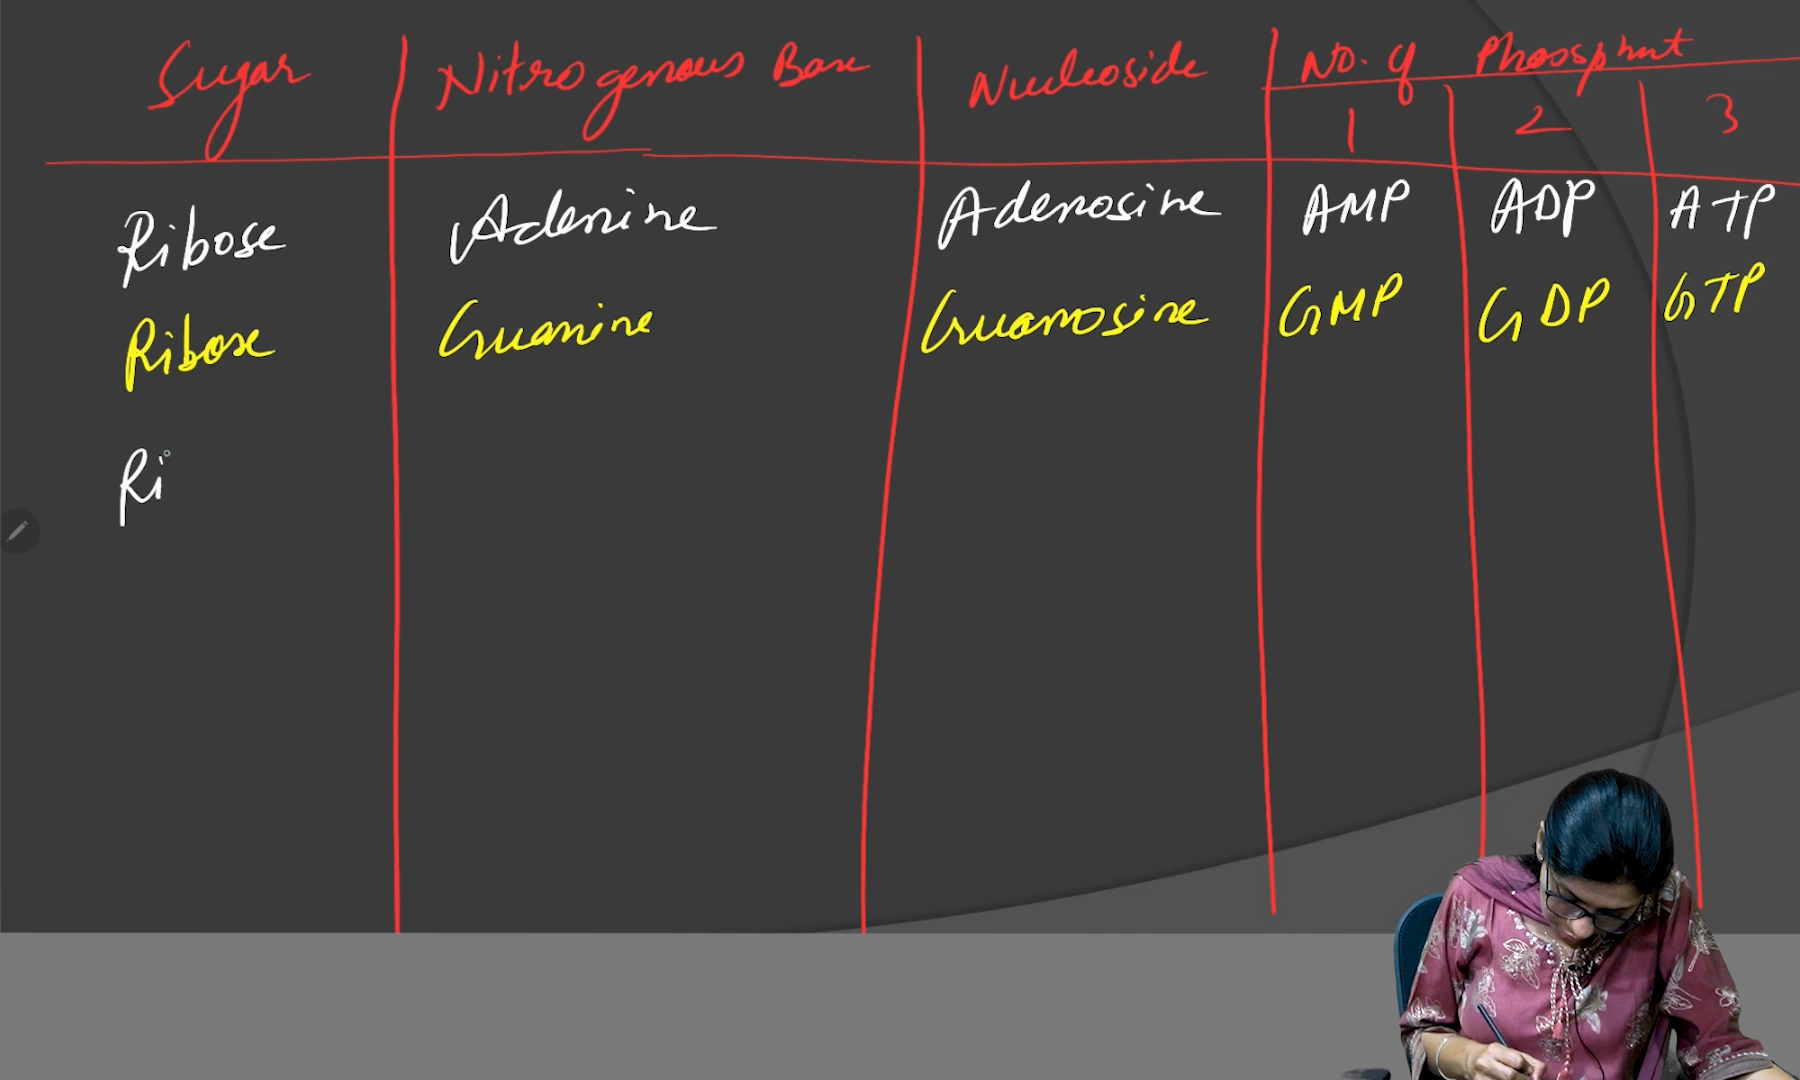 Sugar Nitrogenous Base Nucleoside No. of Phoosphat
1 2 3
Ribose Adenine Adenosine AMP ADP ATP
Ribose Guanine Guanosine GMP GDP GTP
Ri